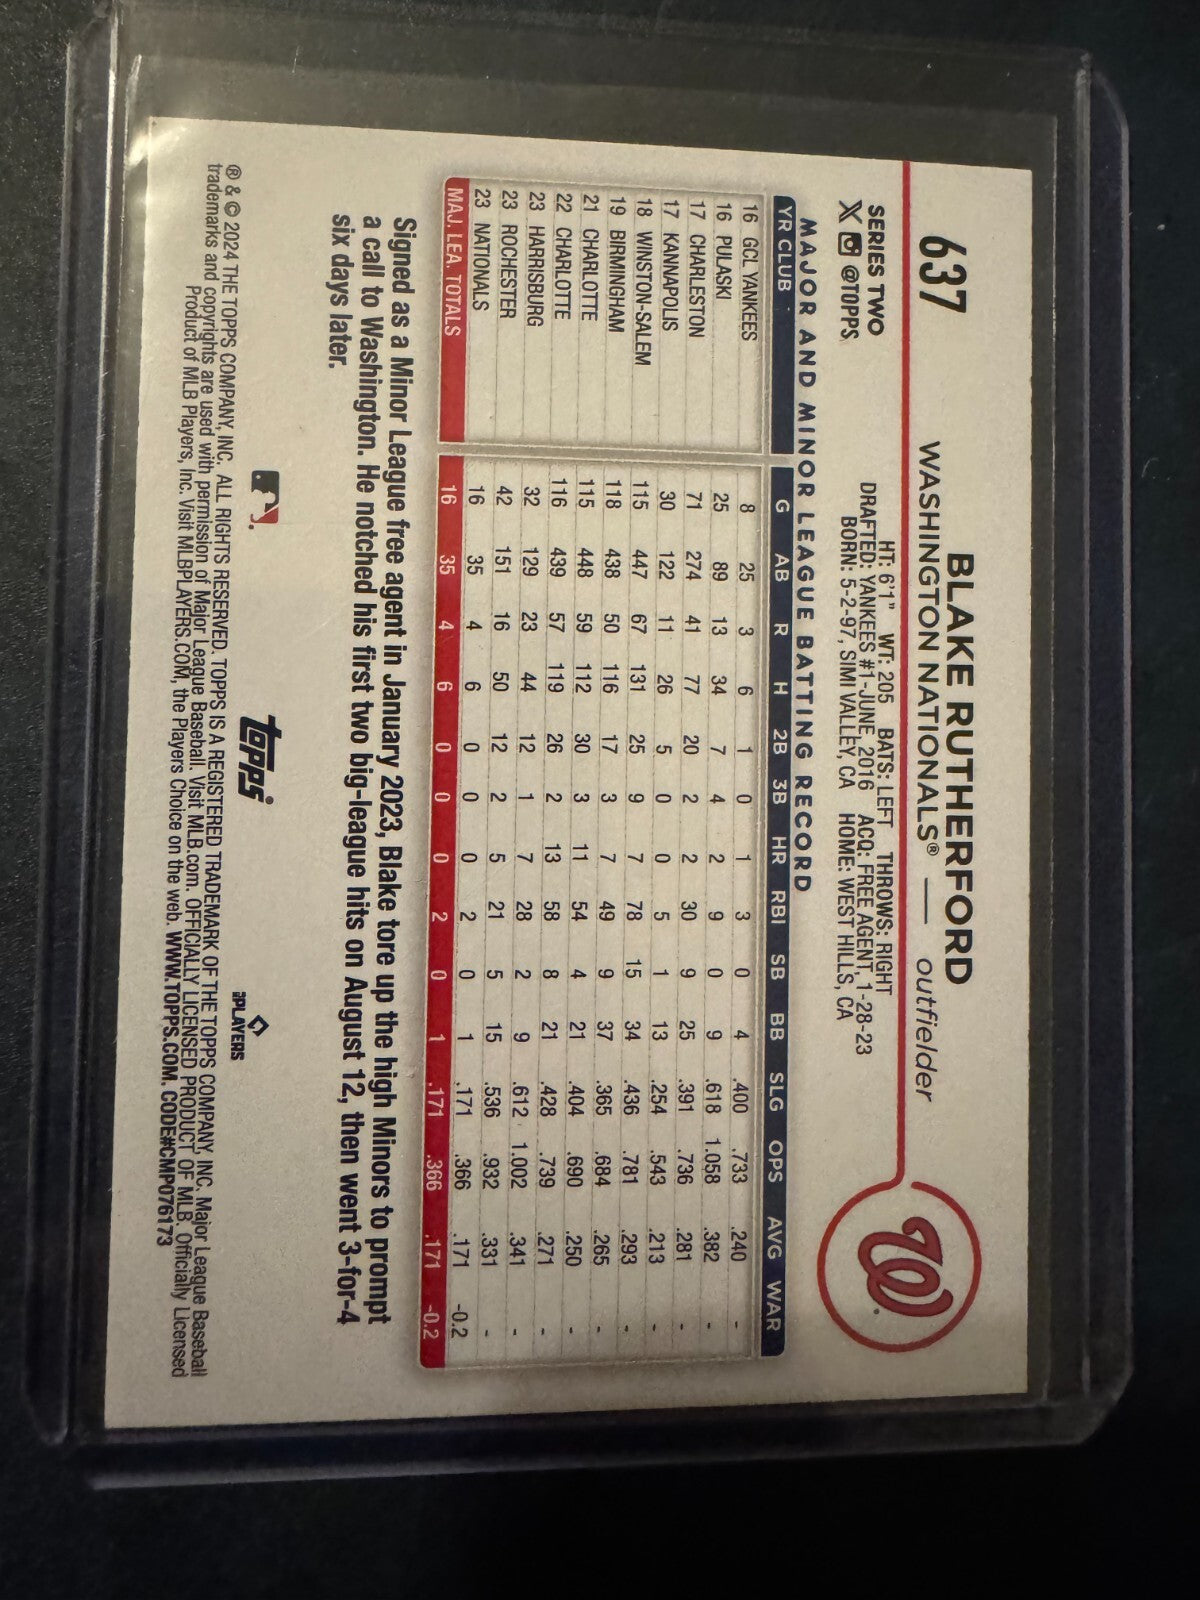 637
BLAKE RUTHERFORD
WASHINGTON NATIONALS® — outfielder
SERIES TWO
X @TOPPS
HT: 6'1" WT: 205 BATS: LEFT THROWS: RIGHT
DRAFTED: YANKEES #1-JUNE, 2016 ACQ: FREE AGENT, 1-28-23
BORN: 5-2-97, SIMI VALLEY, CA HOME: WEST HILLS, CA
W
MAJOR AND MINOR LEAGUE BATTING RECORD
YR CLUB G AB R H 2B 3B HR RBI SB BB SLG OPS AVG WAR
16 GCL YANKEES 8 25 3 6 1 0 1 3 0 4 .400 .733 .240 -
16 PULASKI 25 89 13 34 7 4 2 9 0 9 .618 1.058 .382 -
17 CHARLESTON 71 274 41 77 20 2 2 30 9 25 .391 .736 .281 -
17 KANNAPOLIS 30 122 11 26 5 0 0 5 1 13 .254 .543 .213 -
18 WINSTON-SALEM 115 447 67 131 25 9 7 78 15 34 .436 .781 .293 -
19 BIRMINGHAM 118 438 50 116 17 3 7 49 9 37 .365 .684 .265 -
21 CHARLOTTE 115 448 59 112 30 3 11 54 4 21 .404 .690 .250 -
22 CHARLOTTE 116 439 57 119 26 2 13 58 8 21 .428 .739 .271 -
23 HARRISBURG 32 129 23 44 12 1 7 28 2 9 .612 1.002 .341 -
23 ROCHESTER 42 151 16 50 12 2 5 21 5 15 .536 .932 .331 -
23 NATIONALS 16 35 4 6 0 0 0 2 0 1 .171 .366 .171 -0.2
MAJ. LEA. TOTALS 16 35 4 6 0 0 0 2 0 1 .171 .366 .171 -0.2
Signed as a Minor League free agent in January 2023, Blake tore up the high Minors to prompt
a call to Washington. He notched his first two big-league hits on August 12, then went 3-for-4
six days later.
topps®
PLAYERS
® & © 2024 THE TOPPS COMPANY, INC. ALL RIGHTS RESERVED. TOPPS IS A REGISTERED TRADEMARK OF THE TOPPS COMPANY, INC. Major League Baseball
trademarks and copyrights are used with permission of Major League Baseball. Visit MLB.com. OFFICIALLY LICENSED PRODUCT OF MLB. Officially Licensed
Product of MLB Players, Inc. Visit MLBPLAYERS.COM, the Players Choice on the web. WWW.TOPPS.COM. CODE#CMP076173